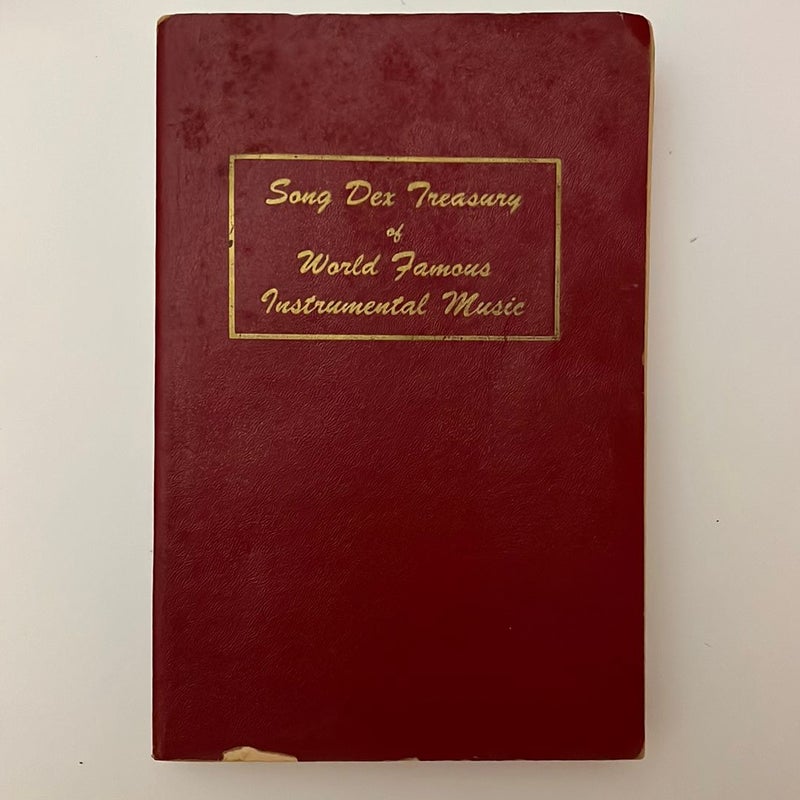 Song Dex Treasury
of
World Famous
Instrumental Music